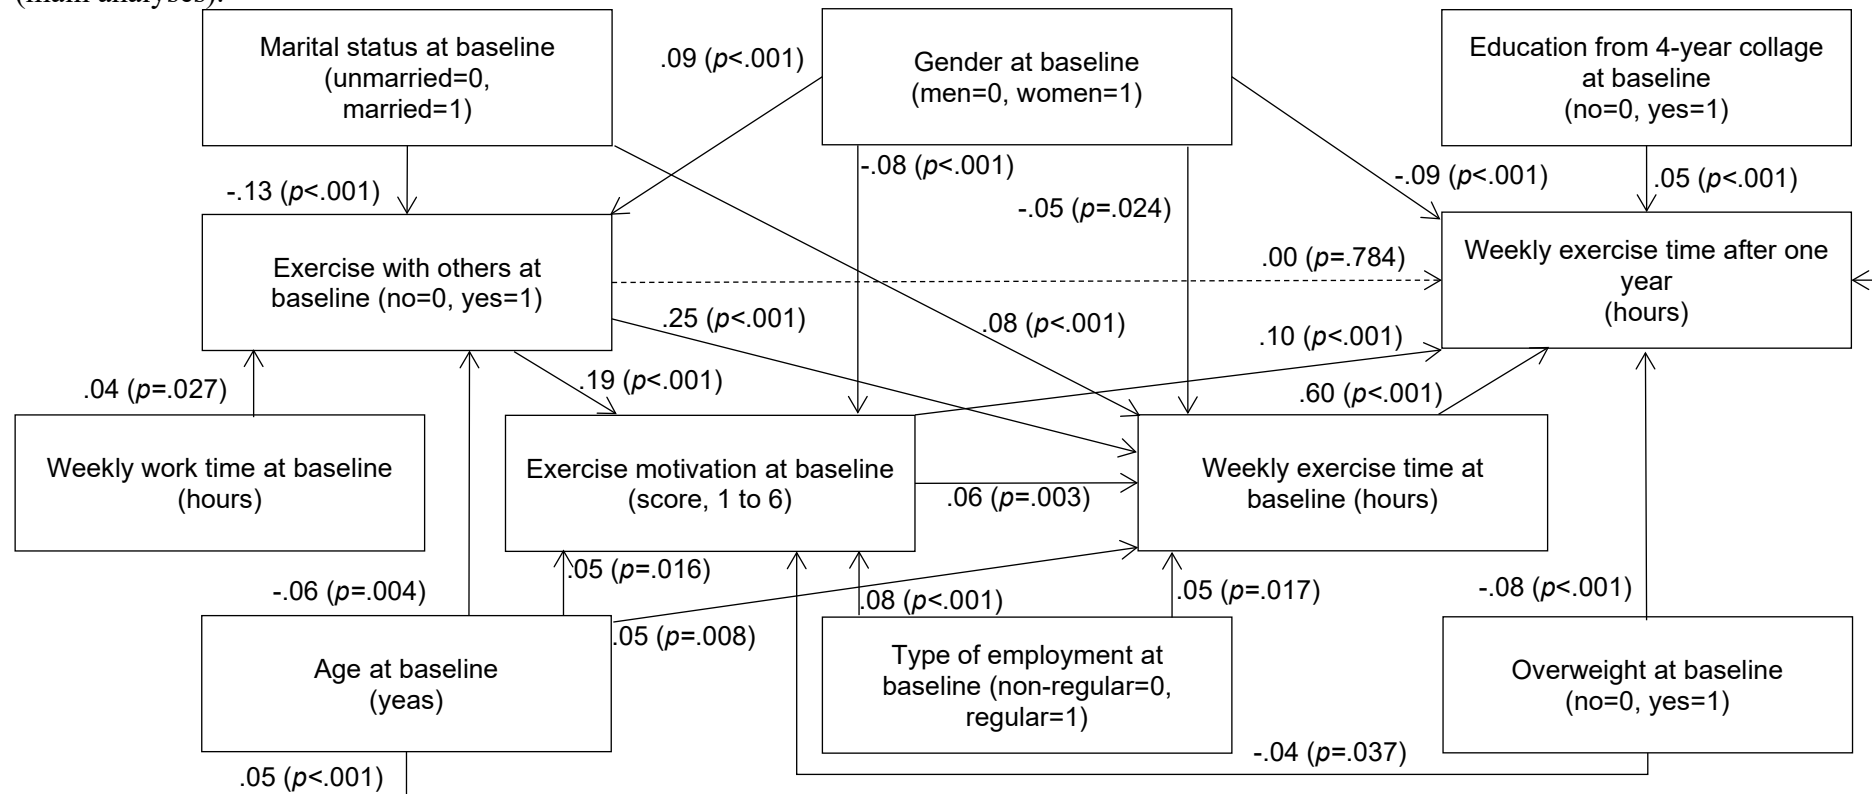 (main analyses).
Marital status at baseline
(unmarried=0,
married=1)
.09 (p<.001)
Gender at baseline
(men=0, women=1)
Education from 4-year collage
at baseline
(no=0, yes=1)
-.13 (p<.001)
-.08 (p<.001)
-.05 (p=.024)
-.09 (p<.001)
.05 (p<.001)
Exercise with others at
baseline (no=0, yes=1)
.00 (p=.784)
Weekly exercise time after one
year
(hours)
.25 (p<.001)
.08 (p<.001)
.10 (p<.001)
.04 (p=.027)
.19 (p<.001)
.60 (p<.001)
Weekly work time at baseline
(hours)
Exercise motivation at baseline
(score, 1 to 6)
.06 (p=.003)
Weekly exercise time at
baseline (hours)
-.06 (p=.004)
.05 (p=.016)
.05 (p=.008)
.08 (p<.001)
.05 (p=.017)
-.08 (p<.001)
Age at baseline
(yeas)
Type of employment at
baseline (non-regular=0,
regular=1)
Overweight at baseline
(no=0, yes=1)
-.04 (p=.037)
.05 (p<.001)